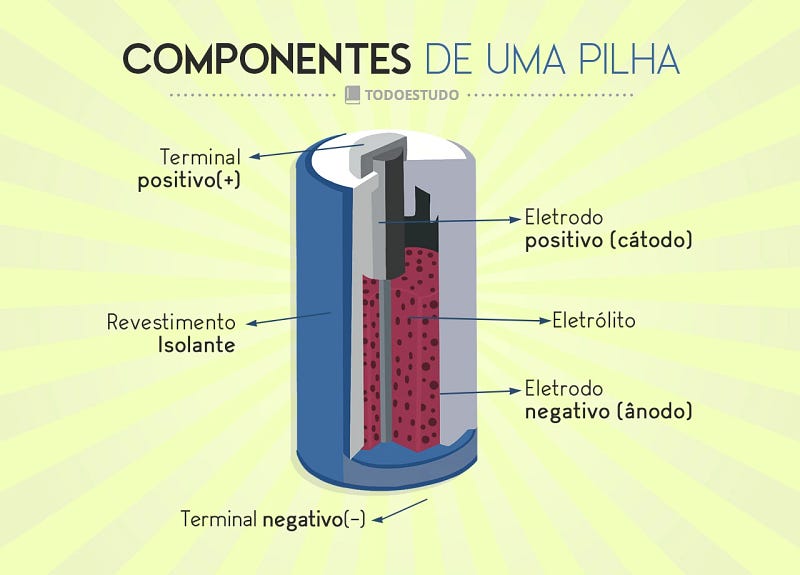 COMPONENTES DE UMA PILHA
TODOESTUDO
Terminal
positivo(+)
Eletrodo
positivo (cátodo)
Revestimento
Isolante
Eletrólito
Eletrodo
negativo (ânodo)
Terminal negativo(-)